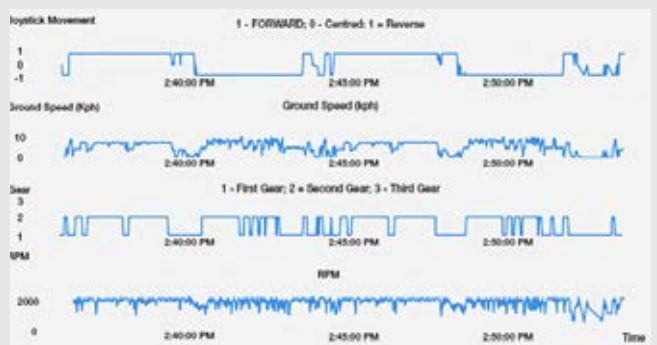 Joystick Movement
1 - FORWARD; 0 - Centred: 1 = Reverse
1
0
-1
2:40:00 PM 2:45:00 PM 2:50:00 PM
Ground Speed (Kph) Ground Speed (kph)
10
0
2:40:00 PM 2:45:00 PM 2:50:00 PM
Gear
1 - First Gear; 2 = Second Gear; 3 - Third Gear
3
2
1
2:40:00 PM 2:45:00 PM 2:50:00 PM
RPM
RPM
2000
0
2:40:00 PM 2:45:00 PM 2:50:00 PM Time